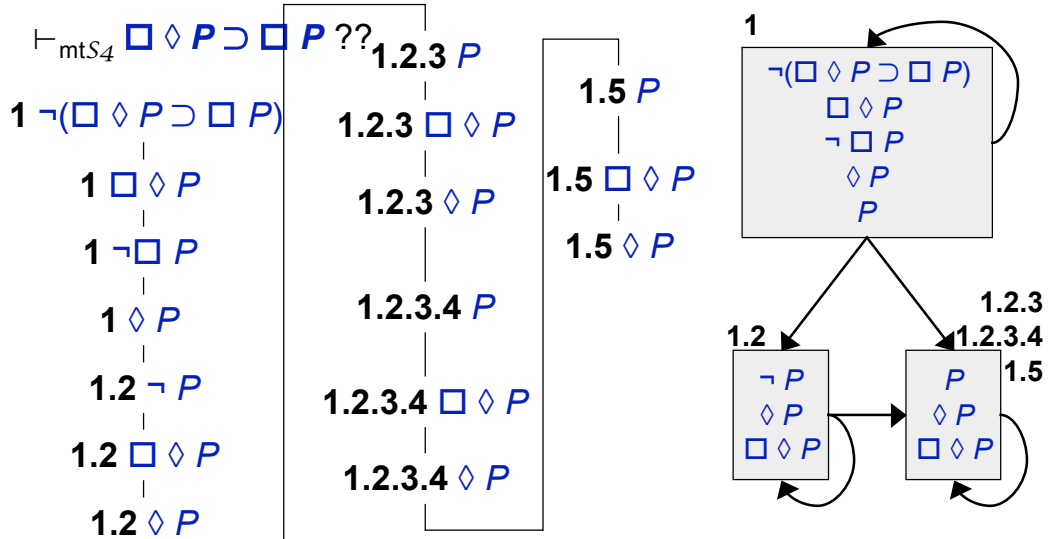 ⊢mtS4 □ ◊ P ⊃ □ P ??
1 ¬(□ ◊ P ⊃ □ P)
1 □ ◊ P
1 ¬□ P
1 ◊ P
1.2 ¬ P
1.2 □ ◊ P
1.2 ◊ P
1.2.3 P
1.2.3 □ ◊ P
1.2.3 ◊ P
1.2.3.4 P
1.2.3.4 □ ◊ P
1.2.3.4 ◊ P
1.5 P
1.5 □ ◊ P
1.5 ◊ P
1
¬(□ ◊ P ⊃ □ P)
□ ◊ P
¬ □ P
◊ P
P
1.2
¬ P
◊ P
□ ◊ P
1.2.3
1.2.3.4
1.5
P
◊ P
□ ◊ P